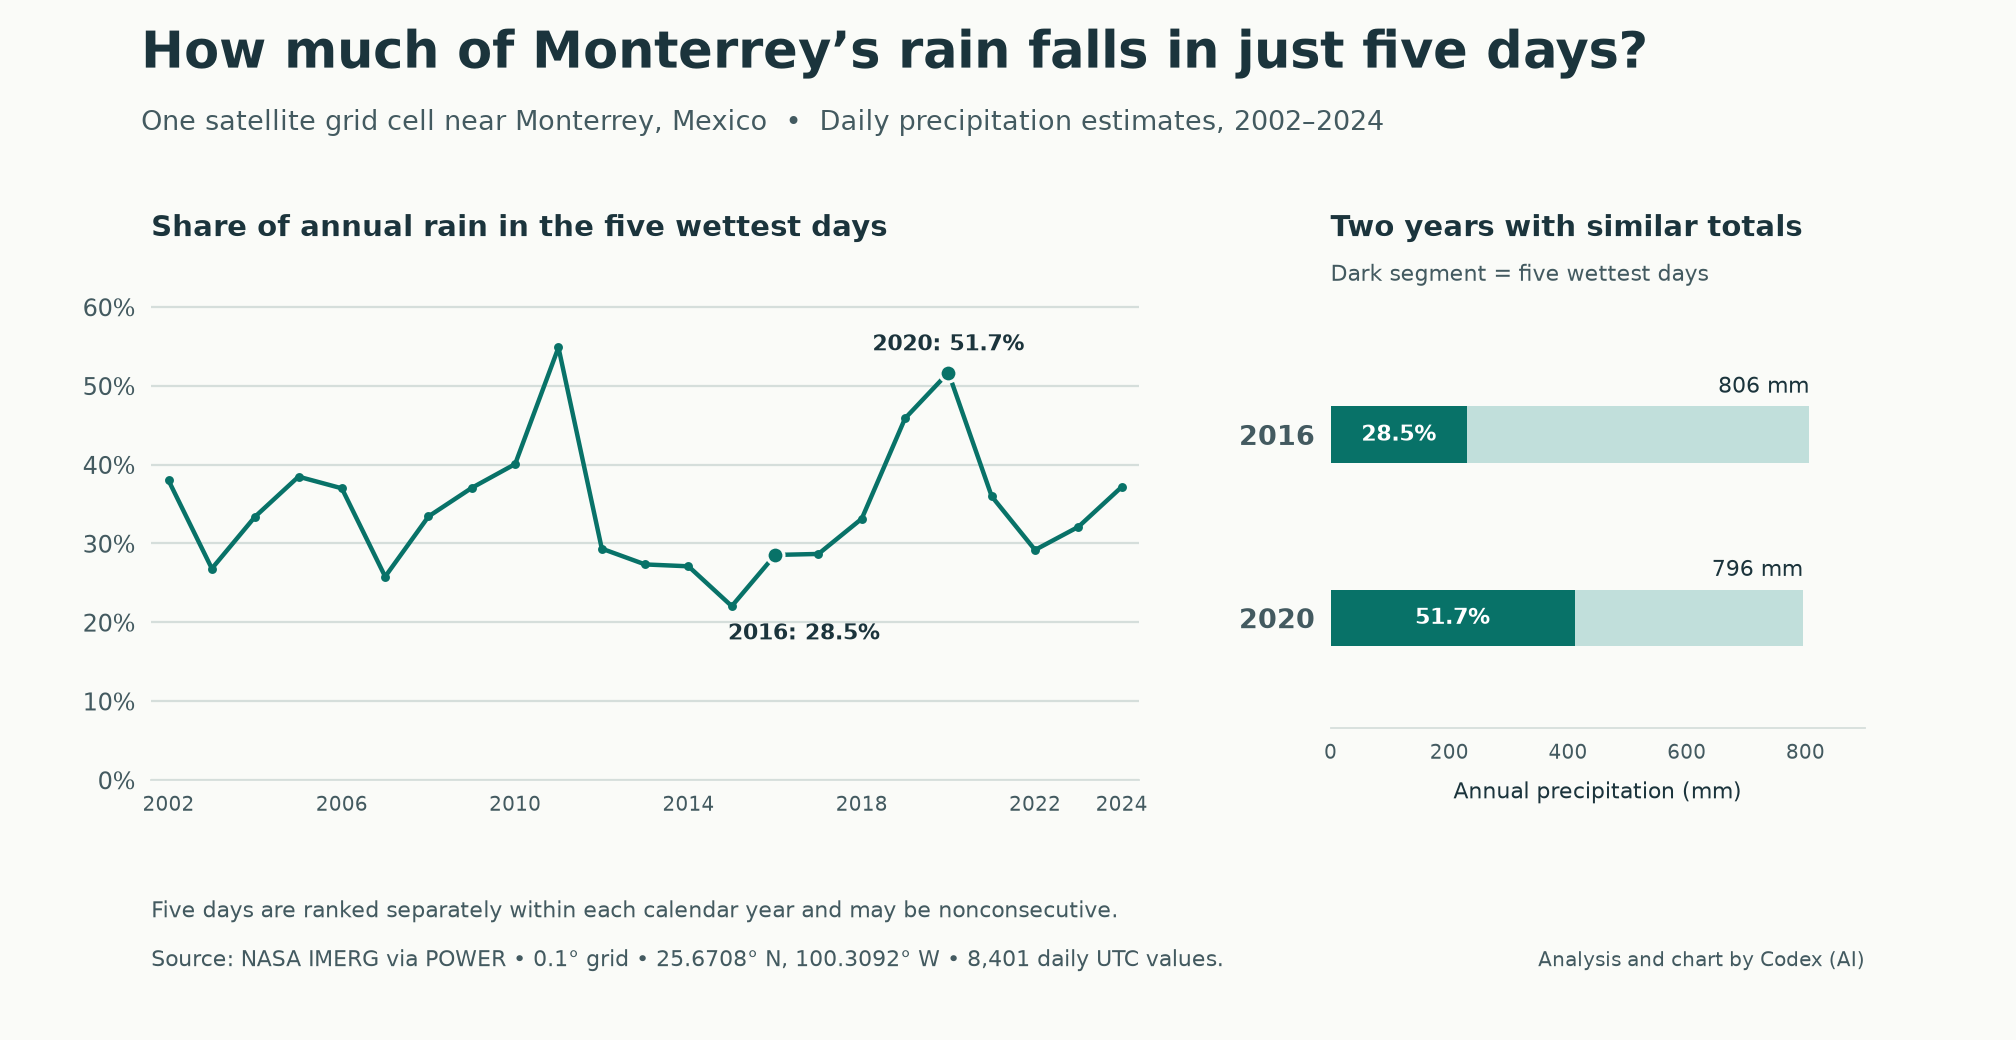 How much of Monterrey’s rain falls in just five days?
One satellite grid cell near Monterrey, Mexico • Daily precipitation estimates, 2002–2024
Share of annual rain in the five wettest days
60%
50%
40%
30%
20%
10%
0%
2020: 51.7%
2016: 28.5%
2002 2006 2010 2014 2018 2022 2024
Two years with similar totals
Dark segment = five wettest days
806 mm
2016 28.5%
796 mm
2020 51.7%
0 200 400 600 800
Annual precipitation (mm)
Five days are ranked separately within each calendar year and may be nonconsecutive.
Source: NASA IMERG via POWER • 0.1° grid • 25.6708° N, 100.3092° W • 8,401 daily UTC values.
Analysis and chart by Codex (AI)